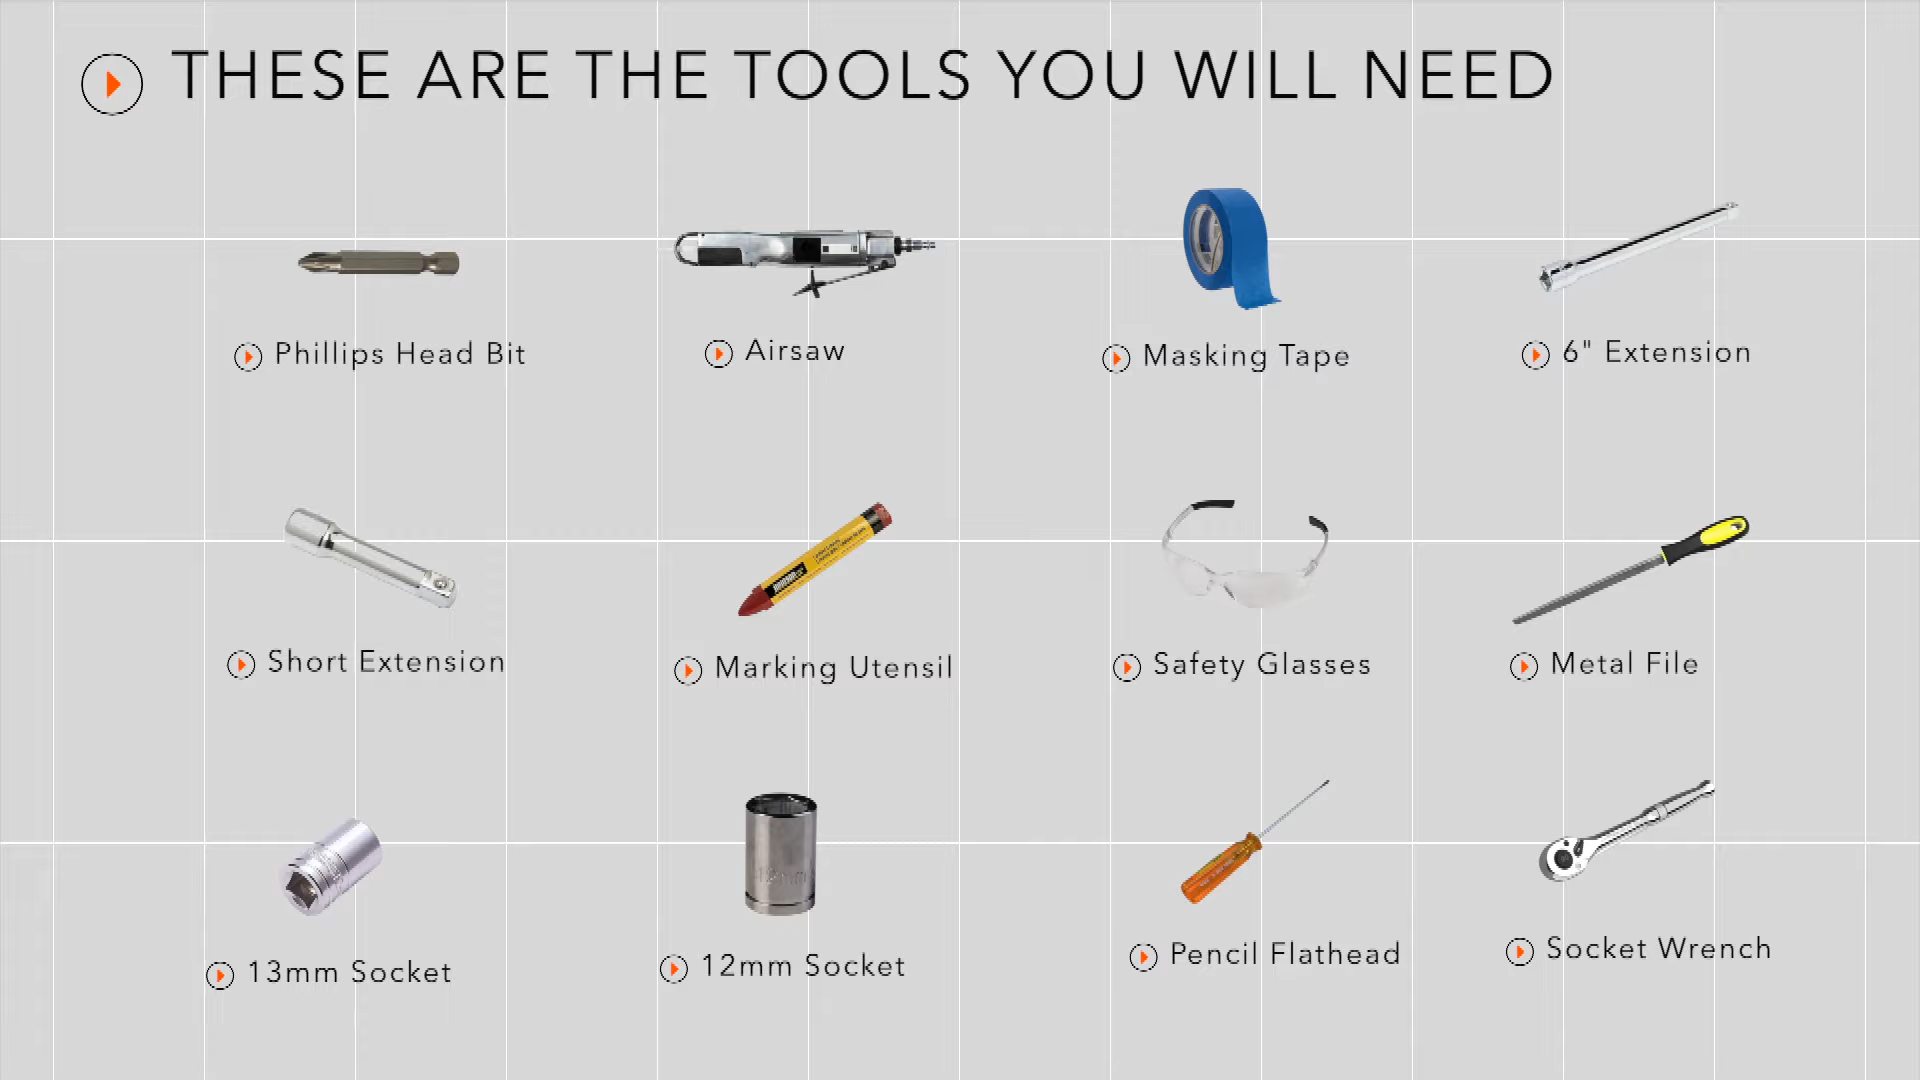 THESE ARE THE TOOLS YOU WILL NEED
Phillips Head Bit
Airsaw
Masking Tape
6" Extension
Short Extension
Marking Utensil
Safety Glasses
Metal File
13mm Socket
12mm Socket
Pencil Flathead
Socket Wrench